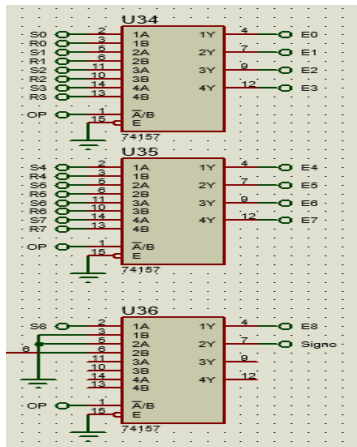 U34
S0 2 1A 1Y 4 E0
R0 3 1B
S1 5 2A 2Y 7 E1
R1 6 2B
S2 11 3A 3Y 9 E2
R2 10 3B
S3 14 4A 4Y 12 E3
R3 13 4B
OP 1 A/B
15 E
74157
U35
S4 2 1A 1Y 4 E4
R4 3 1B
S5 5 2A 2Y 7 E5
R5 6 2B
S6 11 3A 3Y 9 E6
R6 10 3B
S7 14 4A 4Y 12 E7
R7 13 4B
OP 1 A/B
15 E
74157
U36
S8 2 1A 1Y 4 E8
3 1B
5 2A 2Y 7 Signo
6 6 2B
11 3A 3Y 9
10 3B
14 4A 4Y 12
13 4B
OP 1 A/B
15 E
74157